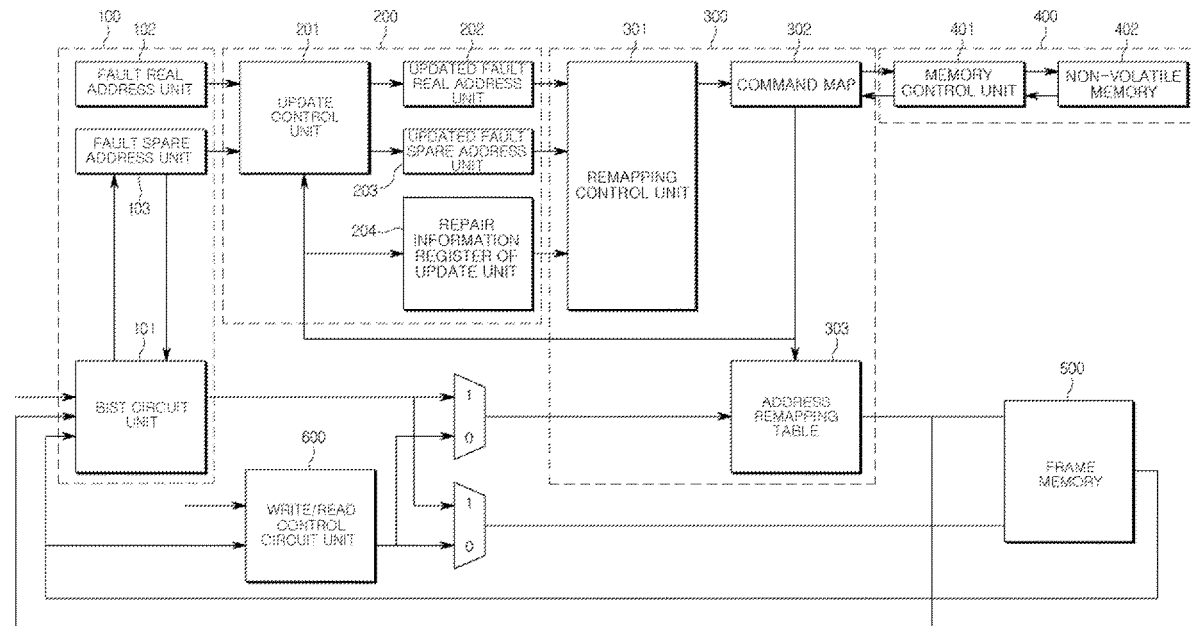 100
102
201
200
202
301
300
302
401
400
402
FAULT REAL
ADDRESS UNIT
UPDATE
CONTROL
UNIT
UPDATED FAULT
REAL ADDRESS
UNIT
COMMAND MAP
MEMORY
CONTROL UNIT
NON-VOLATILE
MEMORY
FAULT SPARE
ADDRESS UNIT
UPDATED FAULT
SPARE ADDRESS
UNIT
REMAPPING
CONTROL UNIT
103
203
204
REPAIR
INFORMATION
REGISTER
OF UPDATE UNIT
101
303
500
BIST CIRCUIT
UNIT
1
0
ADDRESS
REMAPPING
TABLE
FRAME
MEMORY
600
WRITE/READ
CONTROL
CIRCUIT UNIT
1
0